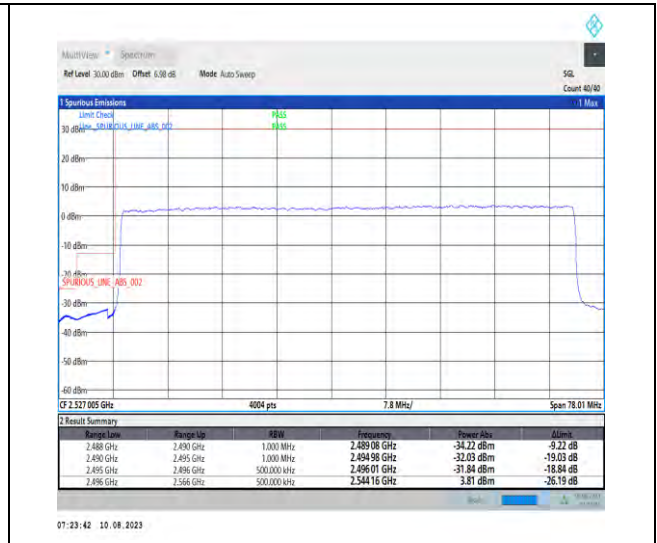 MultiView Spectrum
Ref Level 30.00 dBm Offset 6.98 dB Mode Auto Sweep SGL
Count 40/40
1 Spurious Emissions 1 Max
Limit Check PASS
Line_SPURIOUS_LINE_ABS_002 PASS
30 dBm
20 dBm
10 dBm
0 dBm
-10 dBm
-20 dBm
SPURIOUS_LINE_ABS_002
-30 dBm
-40 dBm
-50 dBm
-60 dBm
CF 2.527 005 GHz 4004 pts 7.8 MHz/ Span 78.01 MHz
2 Result Summary
Range Low Range Up RBW Frequency Power Abs ΔLimit
2.488 GHz 2.490 GHz 1.000 MHz 2.489 08 GHz -34.22 dBm -9.22 dB
2.490 GHz 2.495 GHz 1.000 MHz 2.494 98 GHz -32.03 dBm -19.03 dB
2.495 GHz 2.496 GHz 500.000 kHz 2.496 01 GHz -31.84 dBm -18.84 dB
2.496 GHz 2.566 GHz 500.000 kHz 2.544 16 GHz 3.81 dBm -26.19 dB
07:23:42 10.08.2023